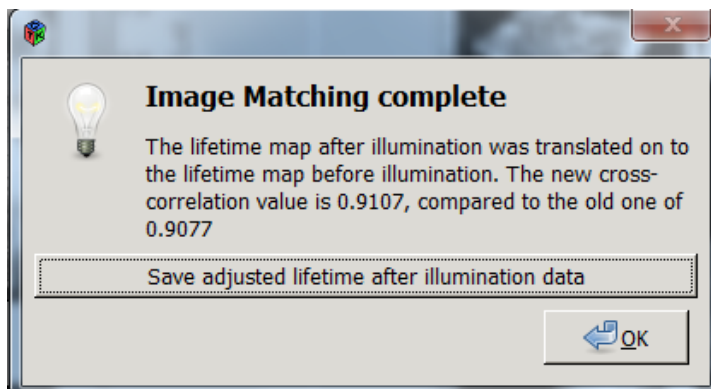 Image Matching complete
The lifetime map after illumination was translated on to
the lifetime map before illumination. The new cross-
correlation value is 0.9107, compared to the old one of
0.9077
Save adjusted lifetime after illumination data
OK